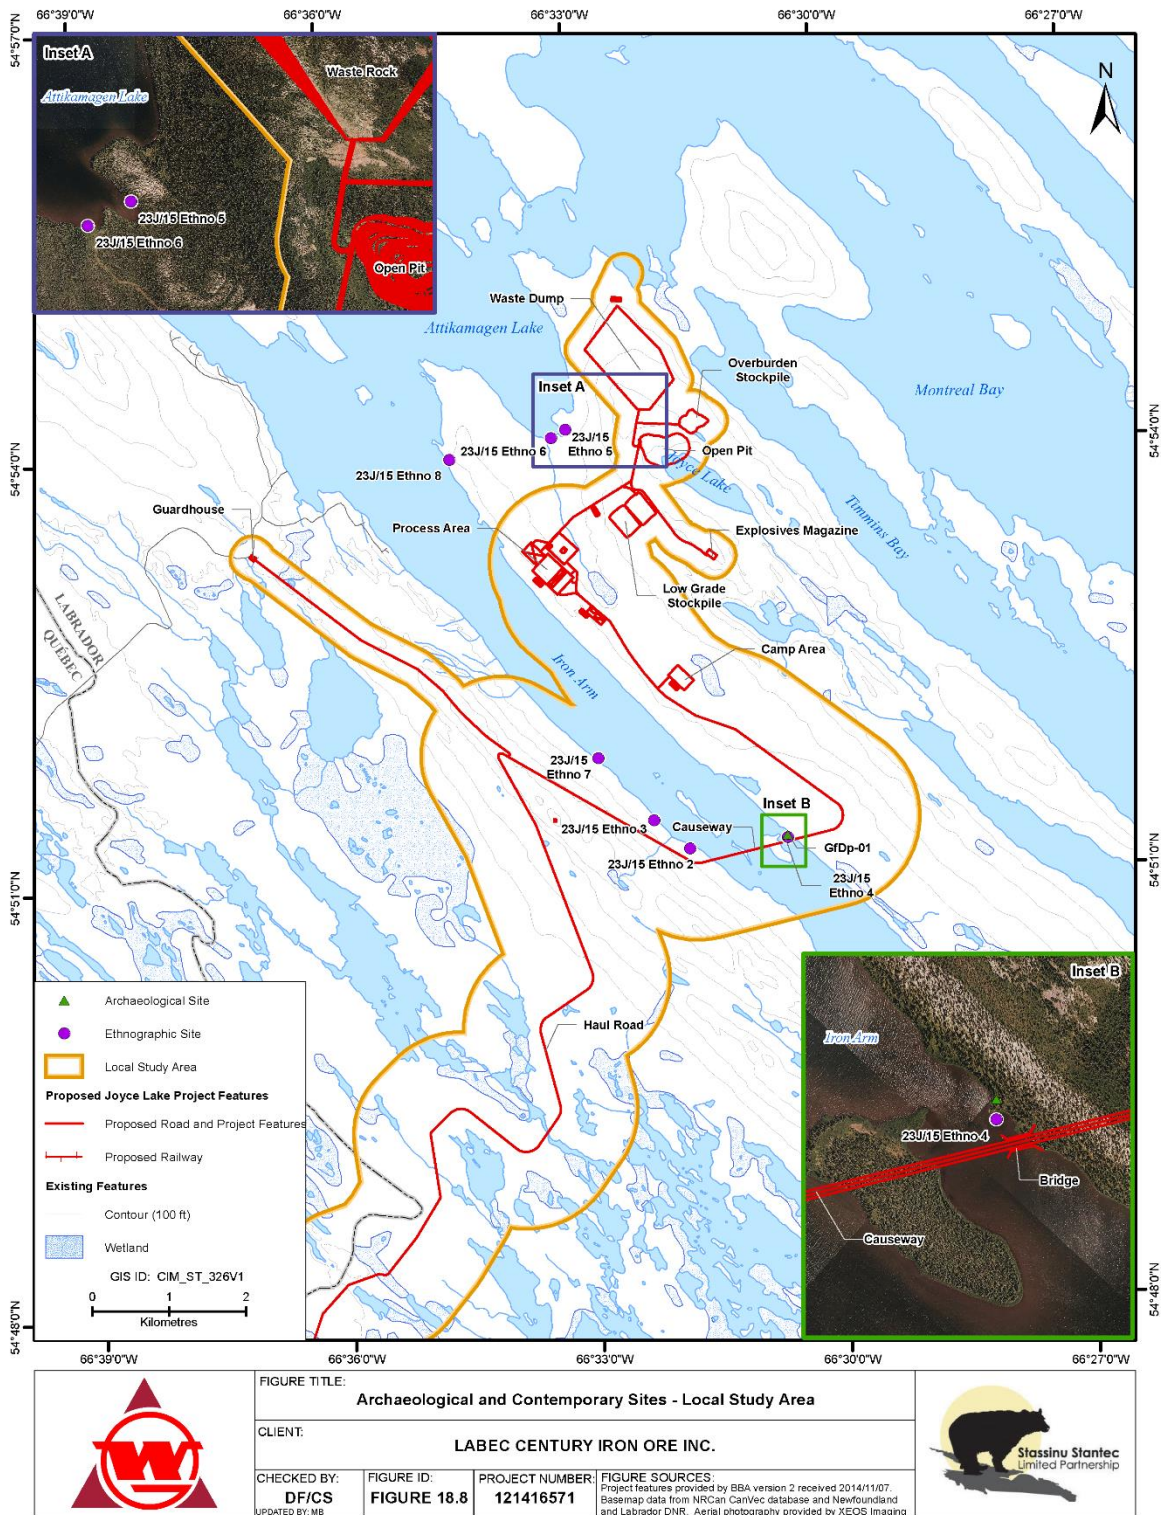 66°39'0"W
66°36'0"W
66°33'0"W
66°30'0"W
66°27'0"W
54°57'0"N
Inset A
Attikamagen Lake
Waste Rock
23J/15 Ethno 5
23J/15 Ethno 6
Open Pit
N
Waste Dump
Attikamagen Lake
Overburden
Stockpile
Montreal Bay
Inset A
23J/15
Ethno 5
23J/15 Ethno 6
Open Pit
54°54'0"N
54°54'0"N
23J/15 Ethno 8
Joyce Lake
Guardhouse
Process Area
Explosives Magazine
Timmins Bay
Low Grade
Stockpile
LABRADOR
QUÉBEC
Camp Area
Iron Arm
23J/15
Ethno 7
Inset B
23J/15 Ethno 3
Causeway
GfDp-01
23J/15 Ethno 2
23J/15
Ethno 4
54°51'0"N
54°51'0"N
Inset B
Iron Arm
23J/15 Ethno 4
Bridge
Causeway
Haul Road
Archaeological Site
Ethnographic Site
Local Study Area
Proposed Joyce Lake Project Features
Proposed Road and Project Features
Proposed Railway
Existing Features
Contour (100 ft)
Wetland
GIS ID: CIM_ST_326V1
0 1 2
Kilometres
54°48'0"N
54°48'0"N
66°39'0"W
66°36'0"W
66°33'0"W
66°30'0"W
66°27'0"W
FIGURE TITLE:
Archaeological and Contemporary Sites - Local Study Area
CLIENT:
LABEC CENTURY IRON ORE INC.
CHECKED BY:
DF/CS
UPDATED BY: MB
FIGURE ID:
FIGURE 18.8
PROJECT NUMBER:
121416571
FIGURE SOURCES:
Project features provided by BBA version 2 received 2014/11/07.
Basemap data from NRCan CanVec database and Newfoundland
and Labrador DNR. Aerial photography provided by XEOS Imaging
Stassinu Stantec
Limited Partnership